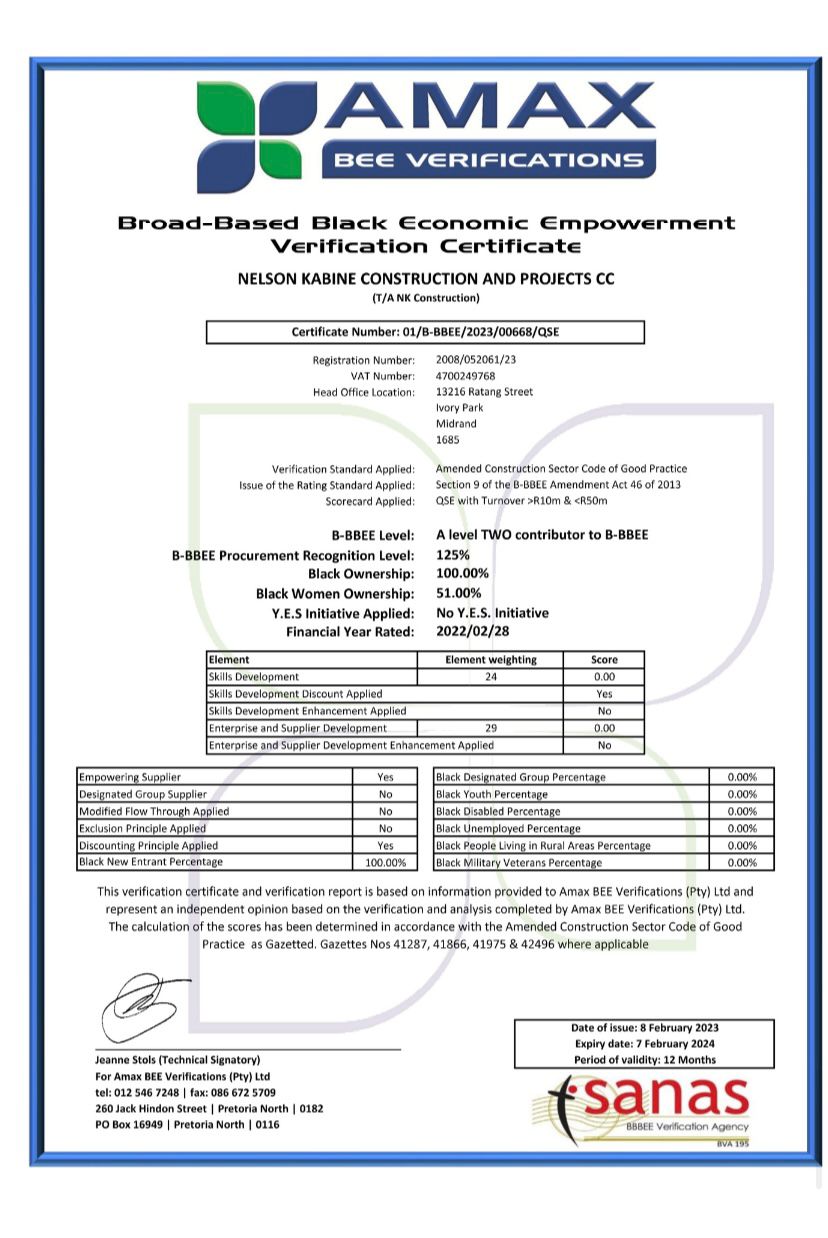 AMAX
BEE VERIFICATIONS
Broad-Based Black Economic Empowerment
Verification Certificate
NELSON KABINE CONSTRUCTION AND PROJECTS CC
(T/A NK Construction)
Certificate Number: 01/B-BBEE/2023/00668/QSE
Registration Number: 2008/052061/23
VAT Number: 4700249768
Head Office Location: 13216 Ratang Street
Ivory Park
Midrand
1685
Verification Standard Applied: Amended Construction Sector Code of Good Practice
Issue of the Rating Standard Applied: Section 9 of the B-BBEE Amendment Act 46 of 2013
Scorecard Applied: QSE with Turnover >R10m & <R50m
B-BBEE Level: A level TWO contributor to B-BBEE
B-BBEE Procurement Recognition Level: 125%
Black Ownership: 100.00%
Black Women Ownership: 51.00%
Y.E.S Initiative Applied: No Y.E.S. Initiative
Financial Year Rated: 2022/02/28
Element Element weighting Score
Skills Development 24 0.00
Skills Development Discount Applied Yes
Skills Development Enhancement Applied No
Enterprise and Supplier Development 29 0.00
Enterprise and Supplier Development Enhancement Applied No
Empowering Supplier Yes
Designated Group Supplier No
Modified Flow Through Applied No
Exclusion Principle Applied No
Discounting Principle Applied Yes
Black New Entrant Percentage 100.00%
Black Designated Group Percentage 0.00%
Black Youth Percentage 0.00%
Black Disabled Percentage 0.00%
Black Unemployed Percentage 0.00%
Black People Living in Rural Areas Percentage 0.00%
Black Military Veterans Percentage 0.00%
This verification certificate and verification report is based on information provided to Amax BEE Verifications (Pty) Ltd and
represent an independent opinion based on the verification and analysis completed by Amax BEE Verifications (Pty) Ltd.
The calculation of the scores has been determined in accordance with the Amended Construction Sector Code of Good
Practice as Gazetted. Gazettes Nos 41287, 41866, 41975 & 42496 where applicable
Jeanne Stols (Technical Signatory)
For Amax BEE Verifications (Pty) Ltd
tel: 012 546 7248 | fax: 086 672 5709
260 Jack Hindon Street | Pretoria North | 0182
PO Box 16949 | Pretoria North | 0116
Date of issue: 8 February 2023
Expiry date: 7 February 2024
Period of validity: 12 Months
sanas
BBBEE Verification Agency
BVA 195